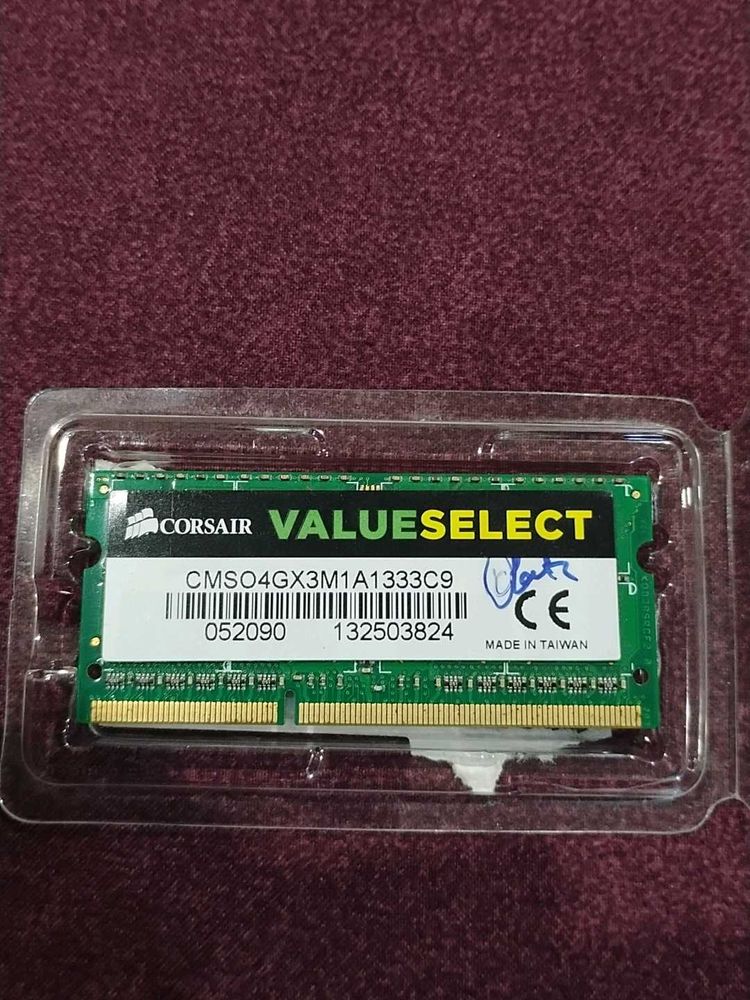 CORSAIR VALUESELECT
CMSO4GX3M1A1333C9
052090 132503824
CE
MADE IN TAIWAN